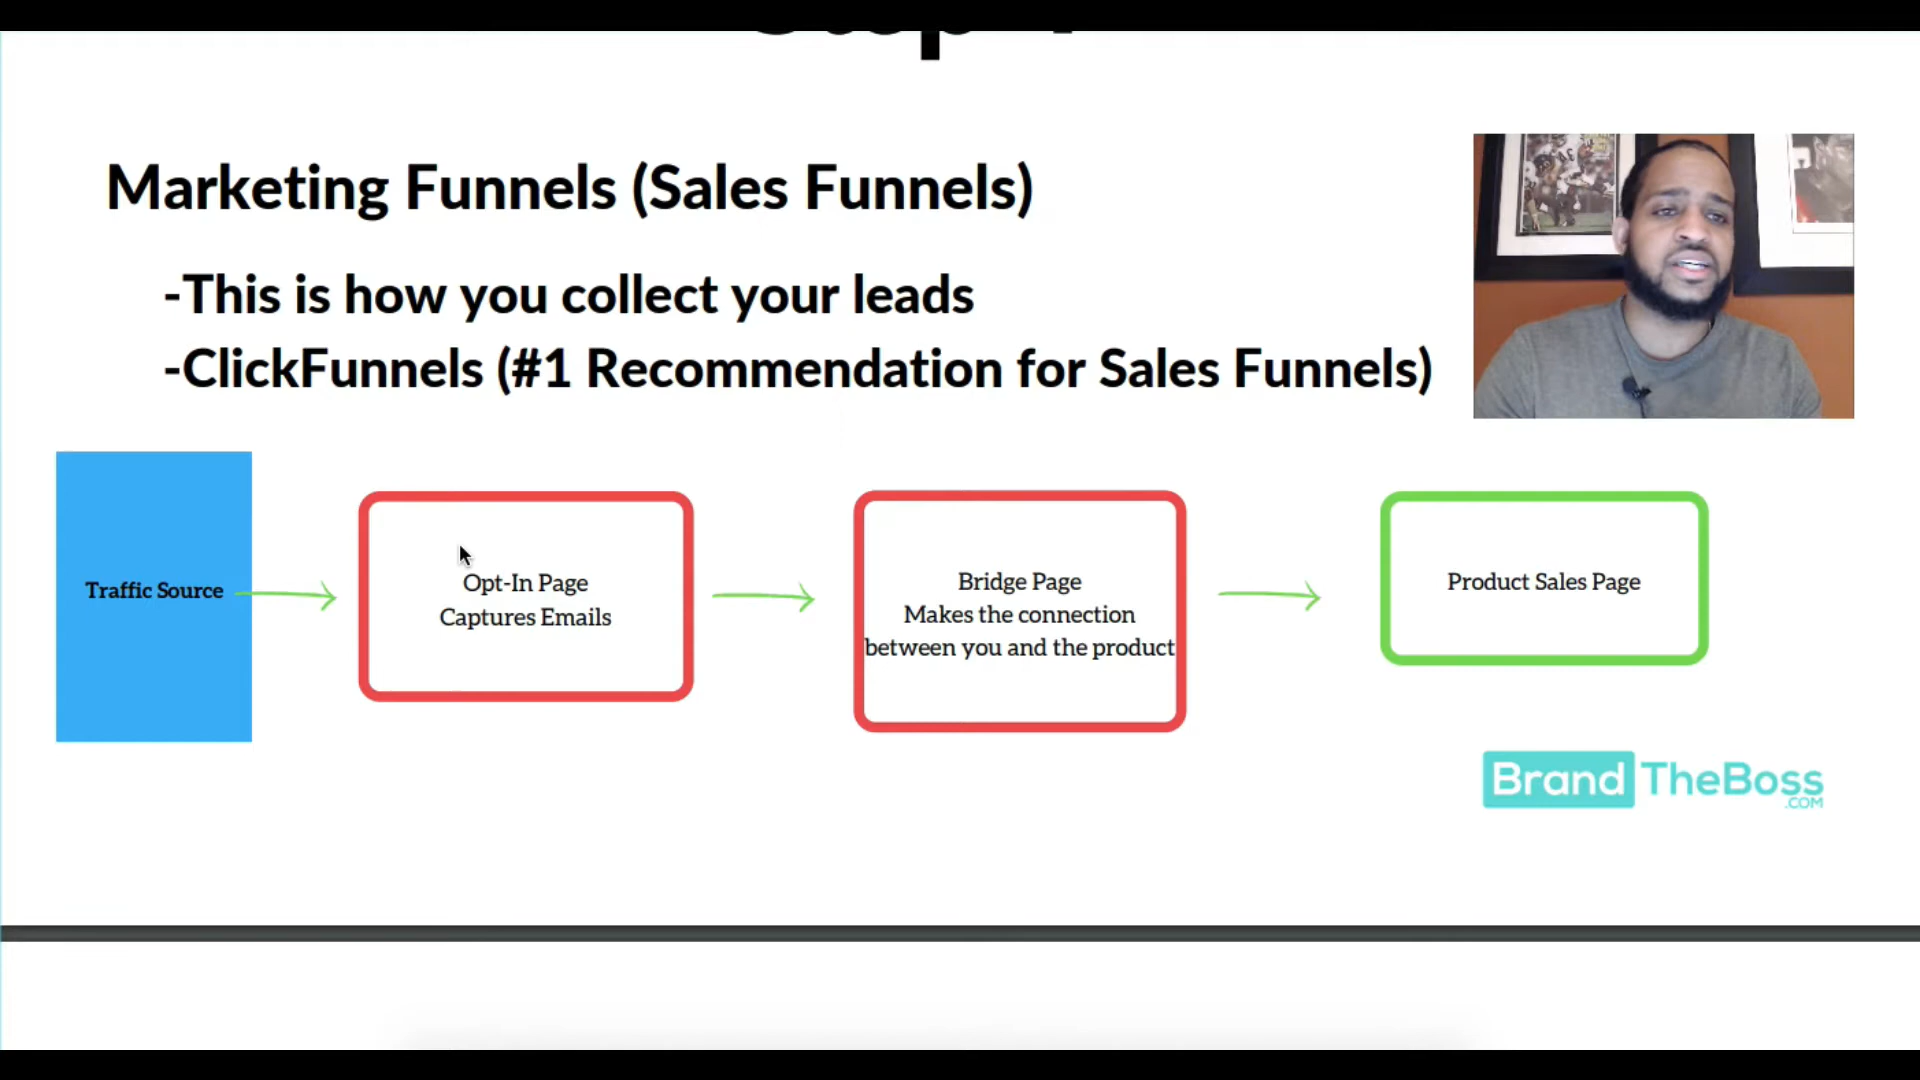 Marketing Funnels (Sales Funnels)
-This is how you collect your leads
-ClickFunnels (#1 Recommendation for Sales Funnels)
Traffic Source
Opt-In Page
Captures Emails
Bridge Page
Makes the connection
between you and the product
Product Sales Page
BrandTheBoss
.COM